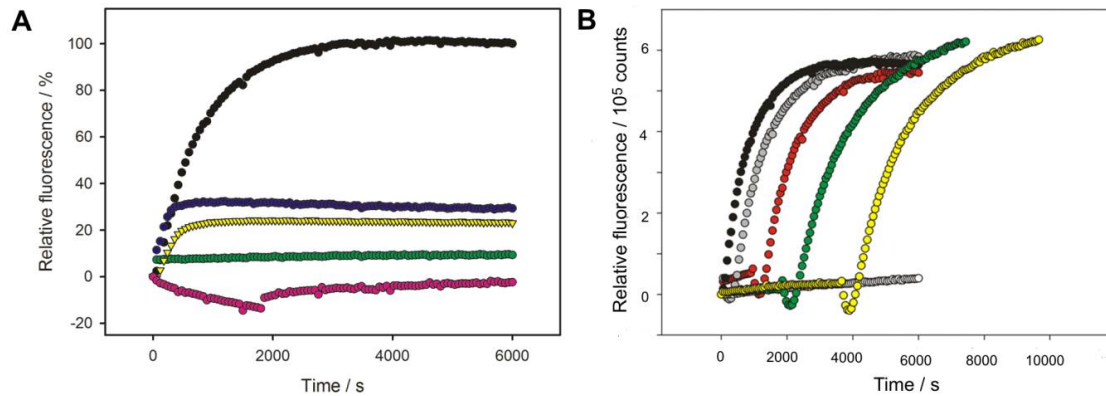 A
Relative fluorescence / %
100
80
60
40
20
0
-20
0 2000 4000 6000
Time / s
B
Relative fluorescence / 10⁵ counts
6
4
2
0
0 2000 4000 6000 8000 10000
Time / s